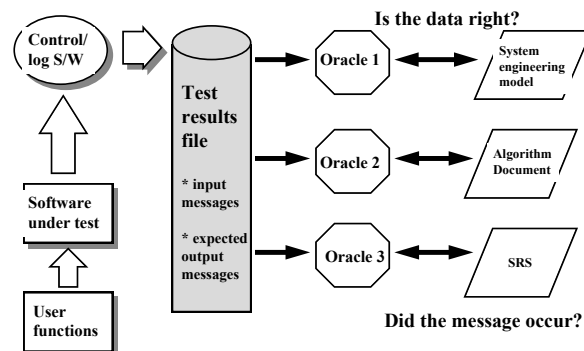 Is the data right?
Control/
log S/W
Test
results
file
* input
messages
* expected
output
messages
Oracle 1
System
engineering
model
Oracle 2
Algorithm
Document
Software
under test
Oracle 3
SRS
User
functions
Did the message occur?